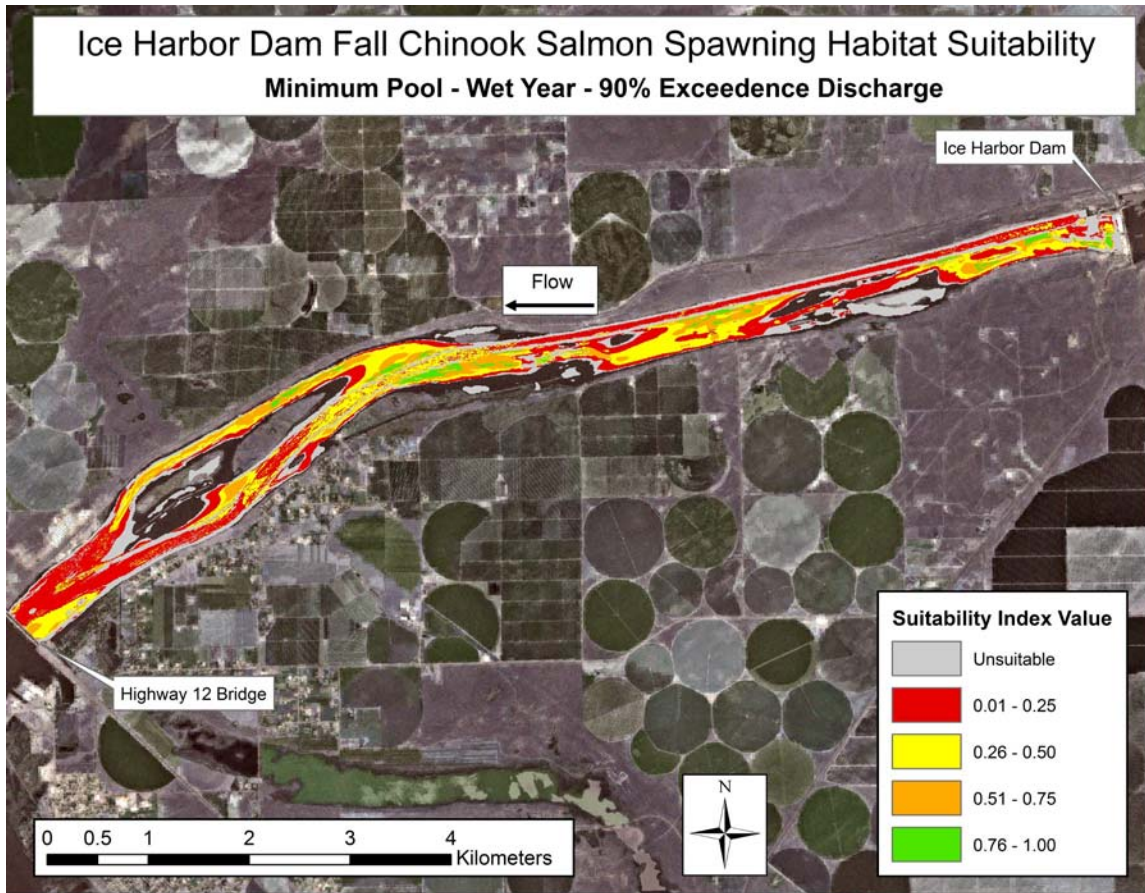 Ice Harbor Dam Fall Chinook Salmon Spawning Habitat Suitability
Minimum Pool - Wet Year - 90% Exceedence Discharge
Ice Harbor Dam
Flow
Highway 12 Bridge
Suitability Index Value
Unsuitable
0.01 - 0.25
0.26 - 0.50
0.51 - 0.75
0.76 - 1.00
N
0 0.5 1 2 3 4
Kilometers